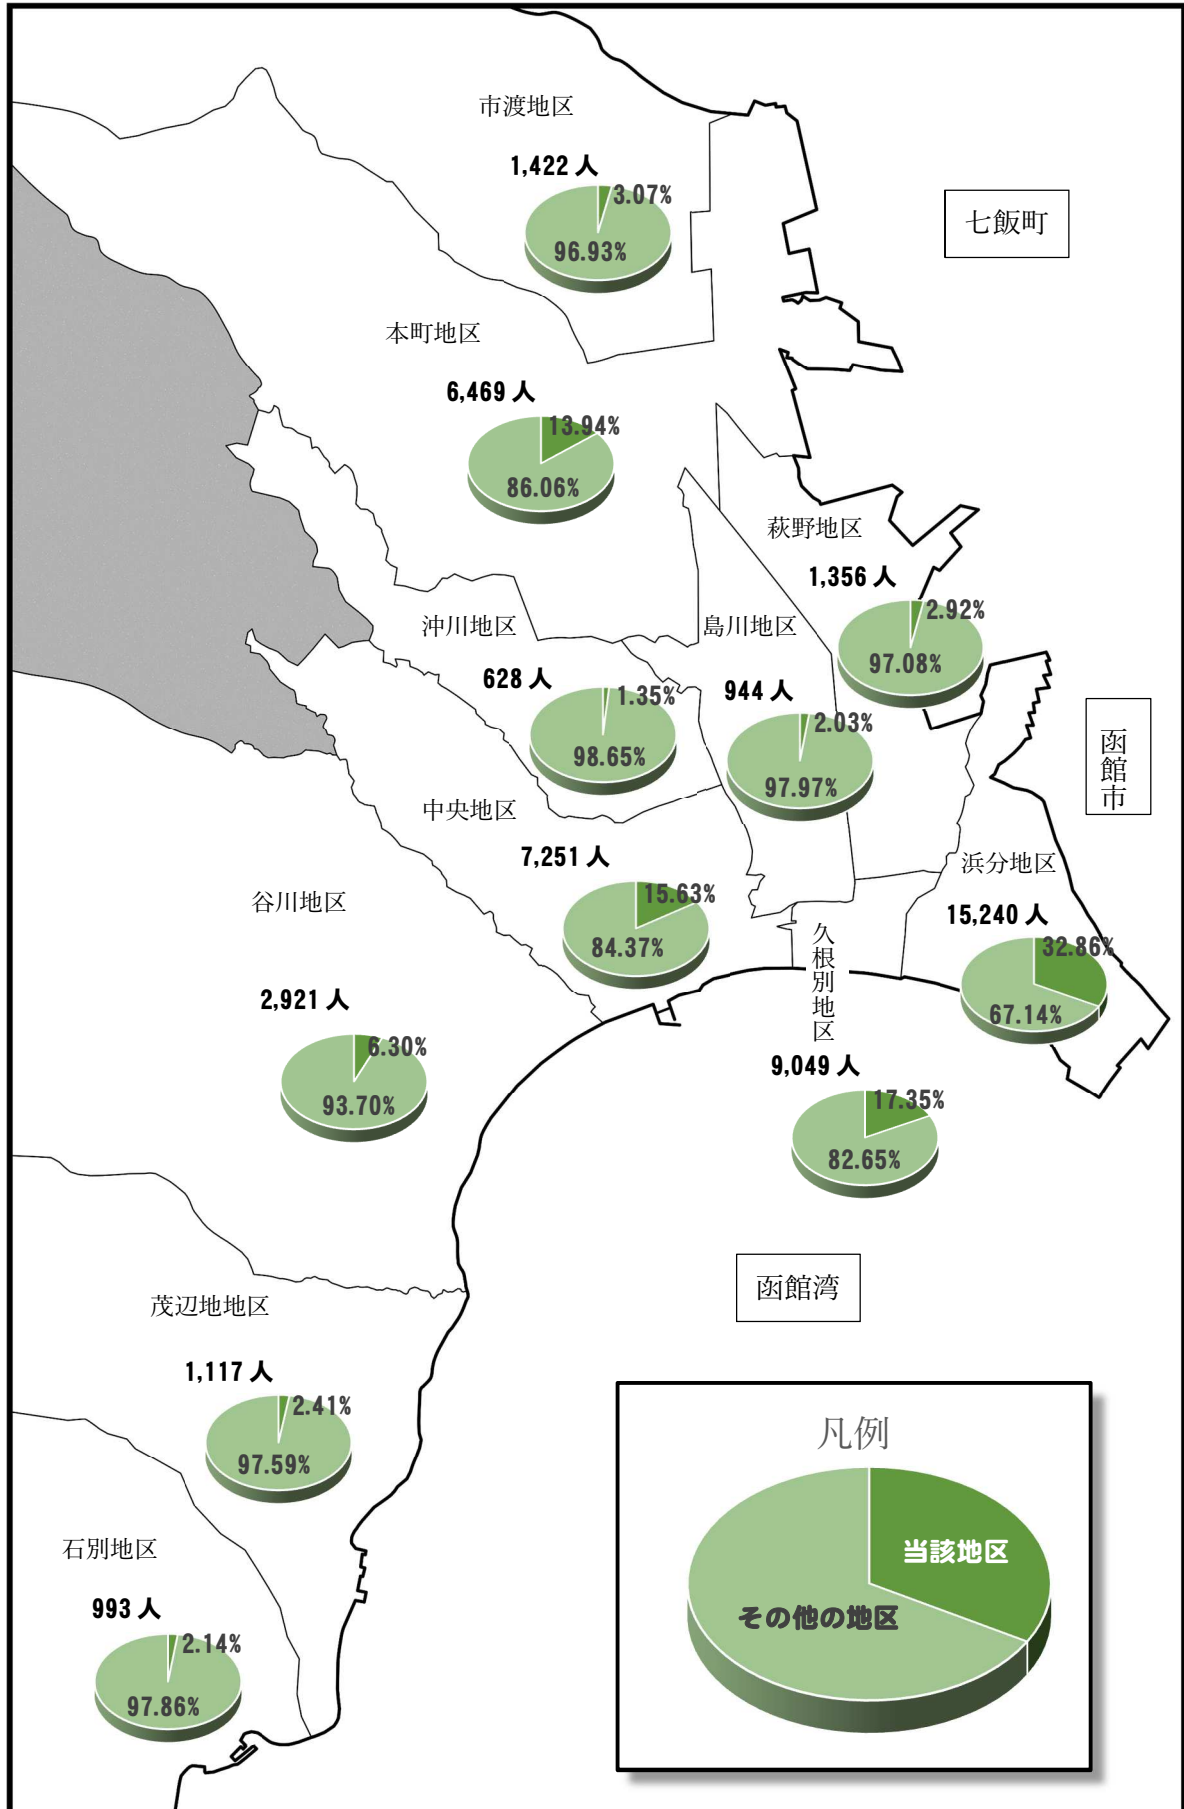 市渡地区
1,422 人
3.07%
96.93%
七飯町
本町地区
6,469 人
13.94%
86.06%
萩野地区
1,356 人
2.92%
97.08%
沖川地区
628 人
1.35%
98.65%
島川地区
944 人
2.03%
97.97%
函館市
中央地区
7,251 人
15.63%
84.37%
浜分地区
15,240 人
32.86%
67.14%
谷川地区
2,921 人
6.30%
93.70%
久根別地区
9,049 人
17.35%
82.65%
函館湾
茂辺地地区
1,117 人
2.41%
97.59%
石別地区
993 人
2.14%
97.86%
凡例
当該地区
その他の地区